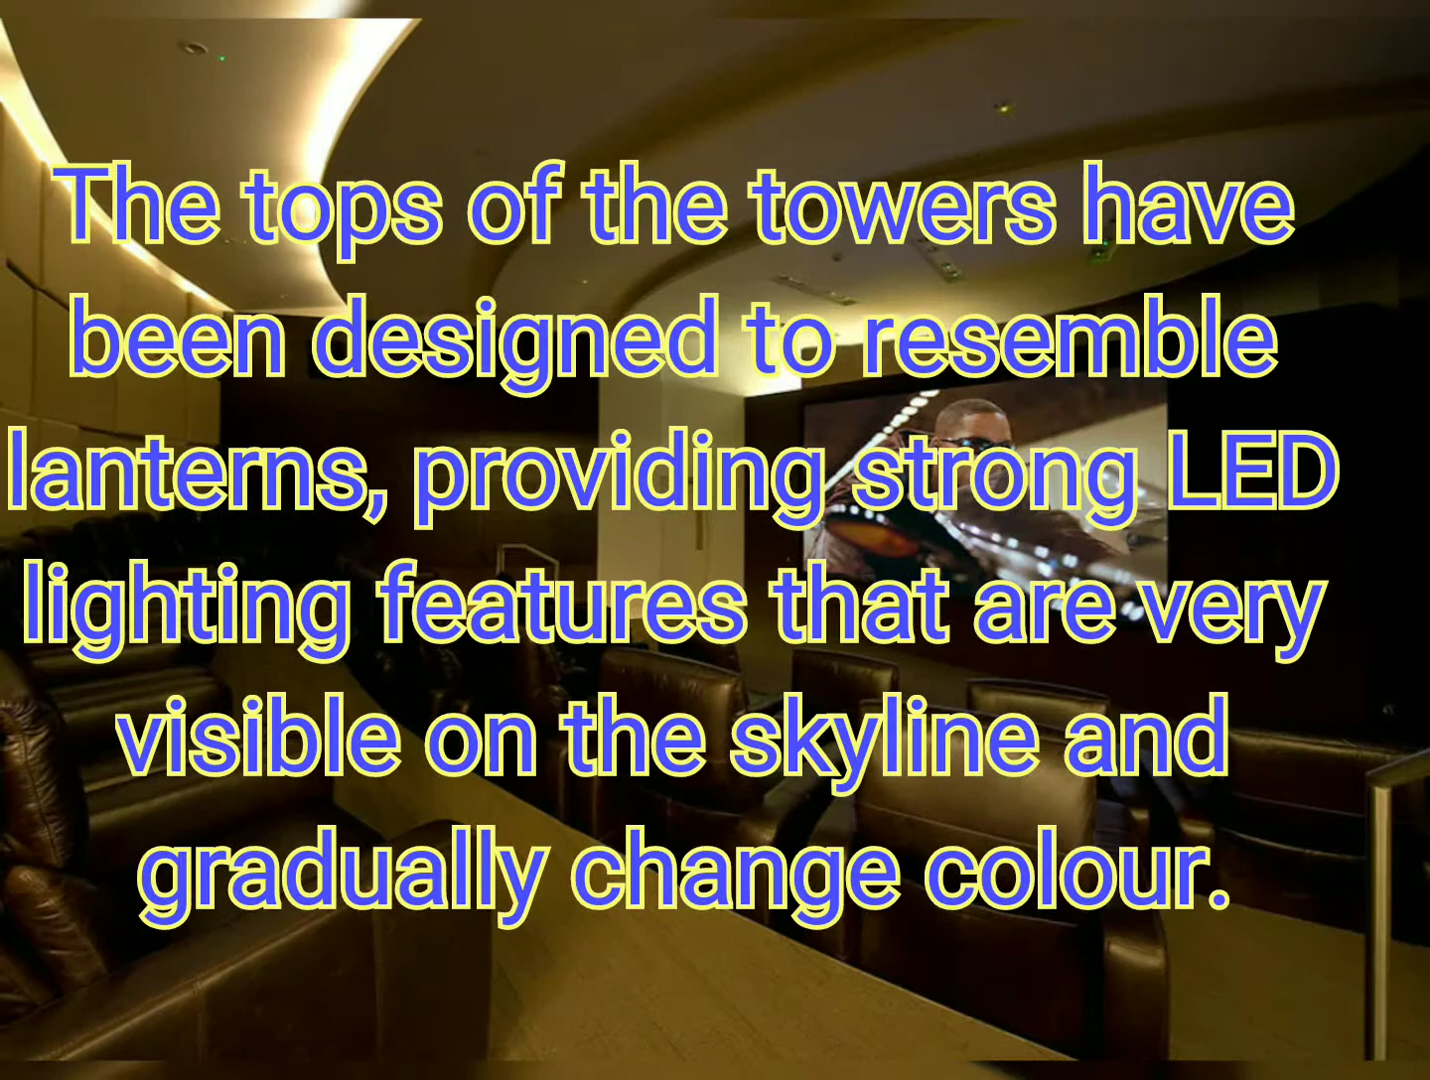 The tops of the towers have
been designed to resemble
lanterns, providing strong LED
lighting features that are very
visible on the skyline and
gradually change colour.